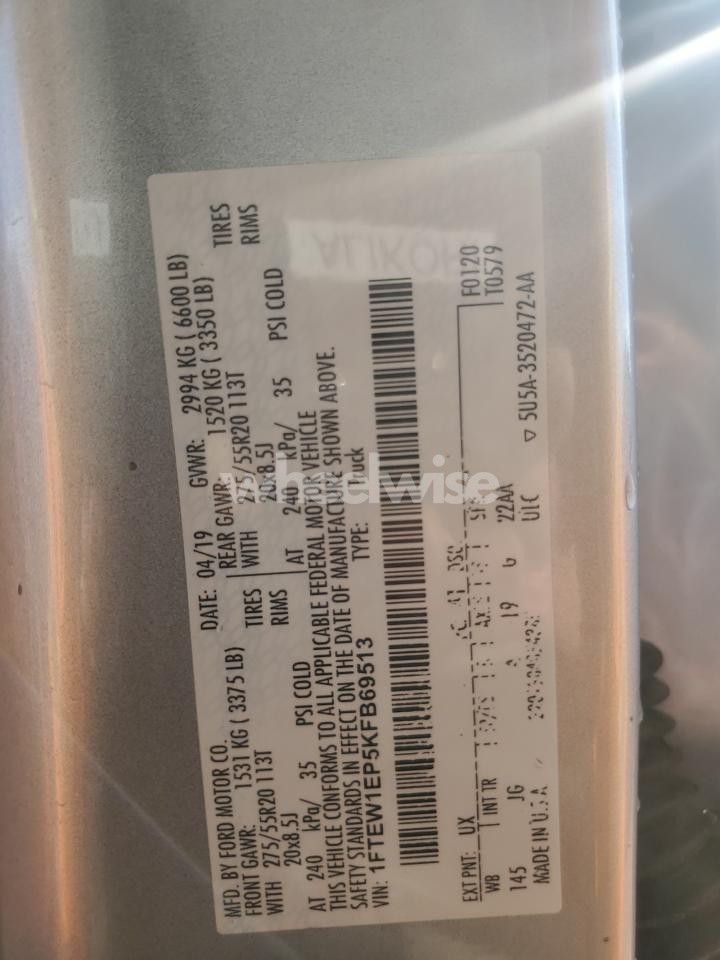 MFD. BY FORD MOTOR CO.
DATE: 04/19
GVWR: 2994 KG ( 6600 LB)
FRONT GAWR: 1531 KG ( 3375 LB)
REAR GAWR: 1520 KG ( 3350 LB)
WITH 275/55R20 113T TIRES
WITH 275/55R20 113T TIRES
20x8.5J RIMS
20x8.5J RIMS
AT 240 kPa/ 35 PSI COLD
AT 240 kPa/ 35 PSI COLD
THIS VEHICLE CONFORMS TO ALL APPLICABLE FEDERAL MOTOR VEHICLE
SAFETY STANDARDS IN EFFECT ON THE DATE OF MANUFACTURE SHOWN ABOVE.
VIN: 1FTEW1EP5KFB69513
TYPE: Truck
EXT PNT: UX
F0120
T0579
WB INT TR
145 JG 19 G 22AA
MADE IN U.S.A
UIC
▽ 5U5A-3520472-AA
wheelwise